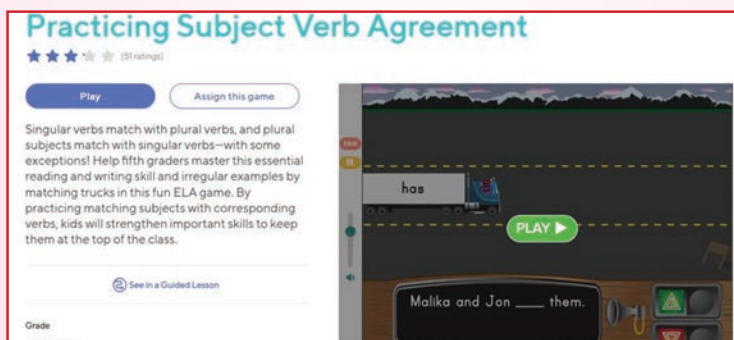 Practicing Subject Verb Agreement
(51 ratings)
Play
Assign this game
Singular verbs match with plural verbs, and plural
subjects match with singular verbs—with some
exceptions! Help fifth graders master this essential
reading and writing skill and irregular examples by
matching trucks in this fun ELA game. By
practicing matching subjects with corresponding
verbs, kids will strengthen important skills to keep
them at the top of the class.
See in a Guided Lesson
Grade
has
PLAY
Malika and Jon ____ them.